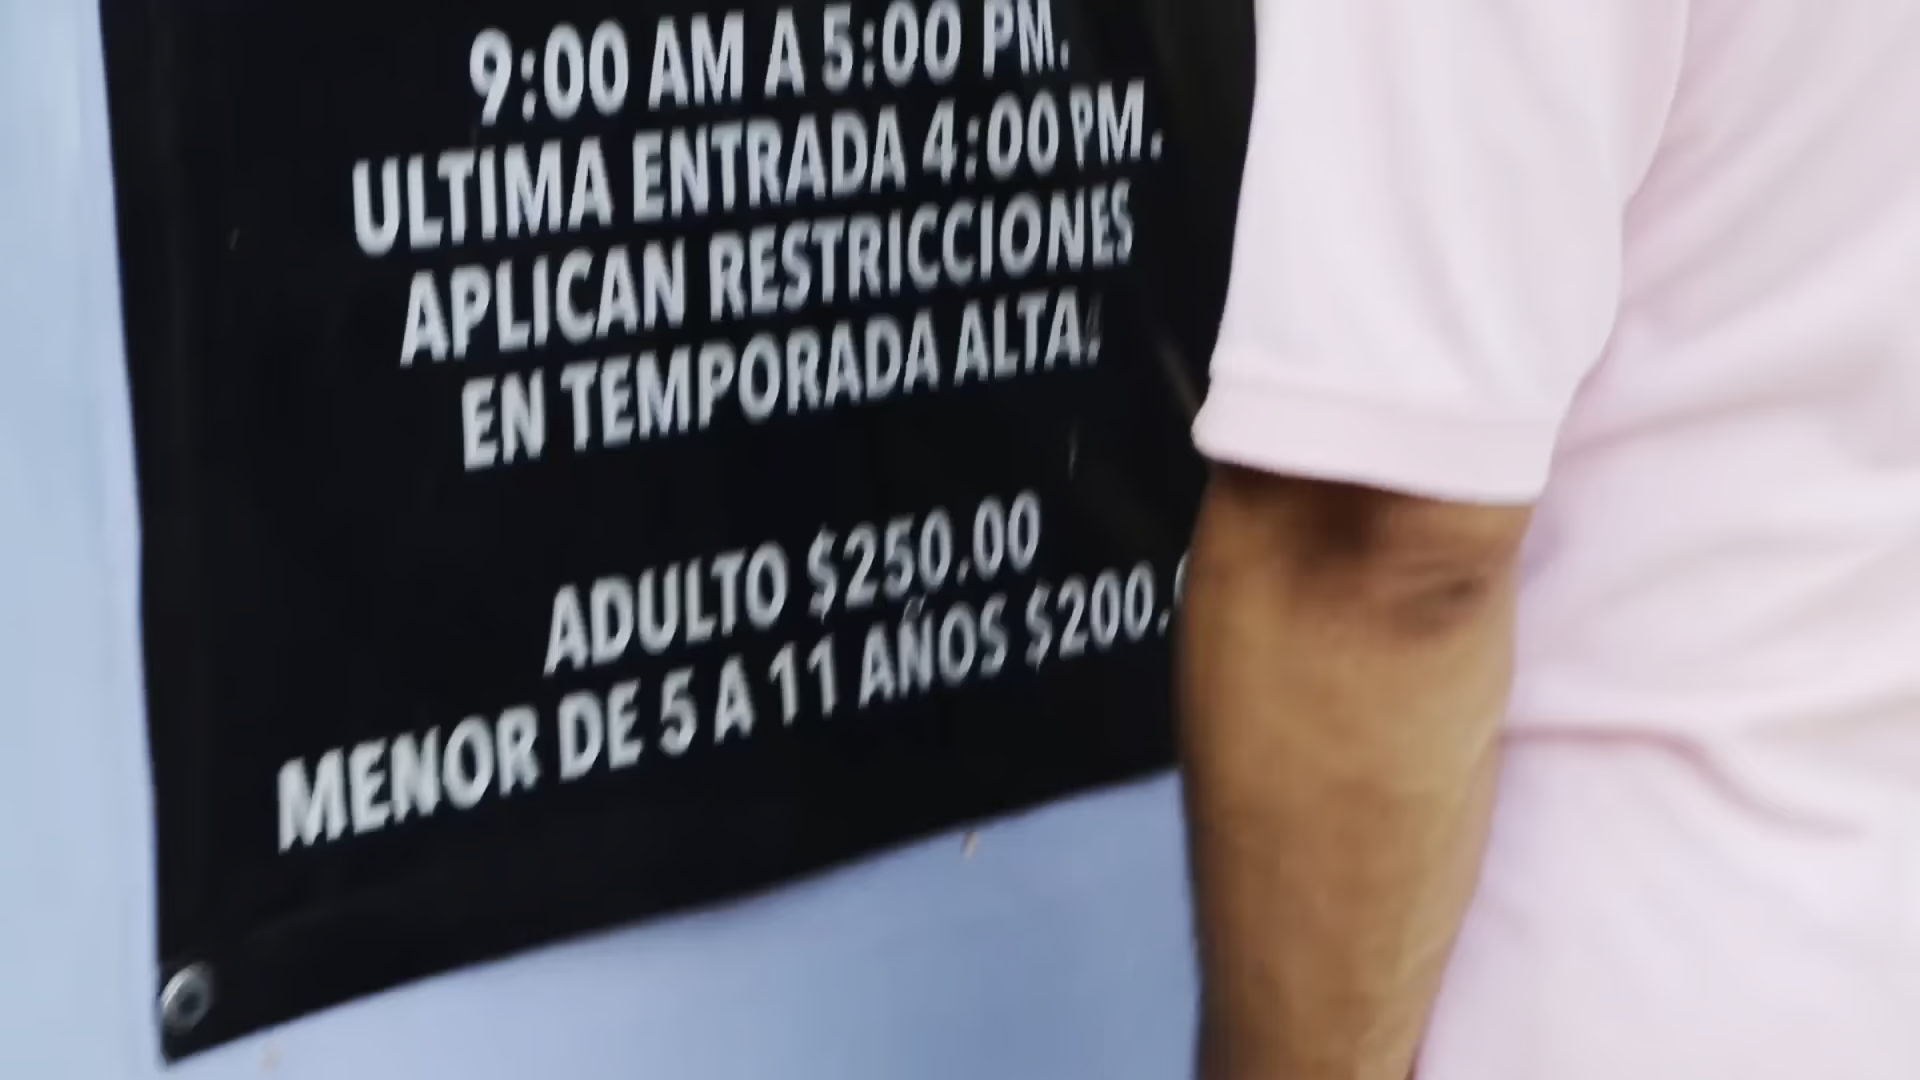 9:00 AM A 5:00 PM.
ULTIMA ENTRADA 4:00 PM.
APLICAN RESTRICCIONES
EN TEMPORADA ALTA.
ADULTO $250.00
MENOR DE 5 A 11 AÑOS $200.